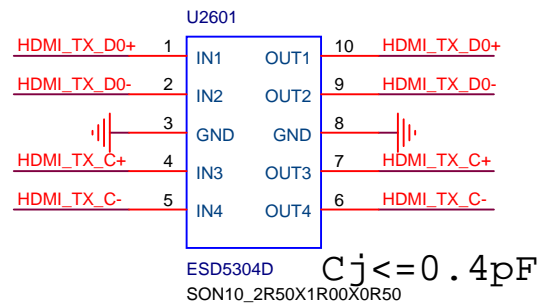 U2601
HDMI_TX_D0+ 1 IN1 OUT1 10 HDMI_TX_D0+
HDMI_TX_D0- 2 IN2 OUT2 9 HDMI_TX_D0-
3 GND GND 8
HDMI_TX_C+ 4 IN3 OUT3 7 HDMI_TX_C+
HDMI_TX_C- 5 IN4 OUT4 6 HDMI_TX_C-
ESD5304D Cj<=0.4pF
SON10_2R50X1R00X0R50